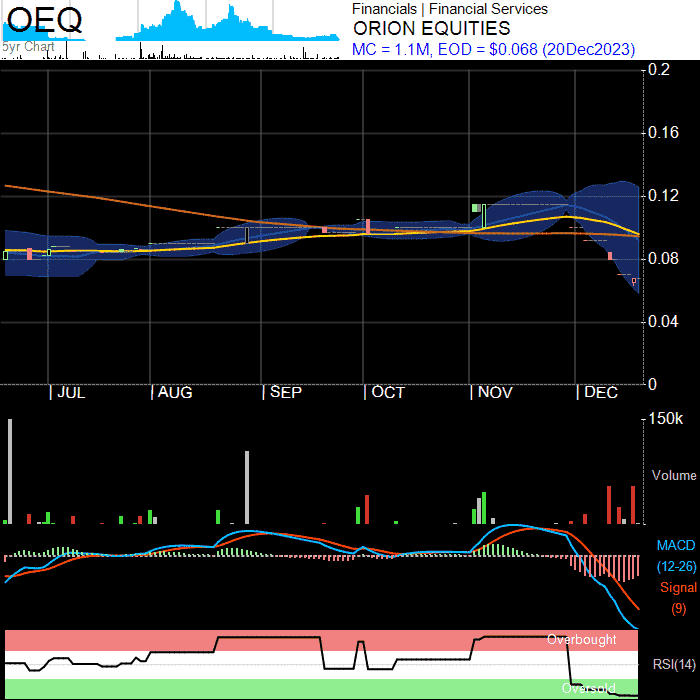 OEQ
5yr Chart
Financials | Financial Services
ORION EQUITIES
MC = 1.1M, EOD = $0.068 (20Dec2023)
0.2
0.16
0.12
0.08
0.04
0
JUL AUG SEP OCT NOV DEC
150k
Volume
MACD
(12-26)
Signal
(9)
Overbought
RSI(14)
Oversold